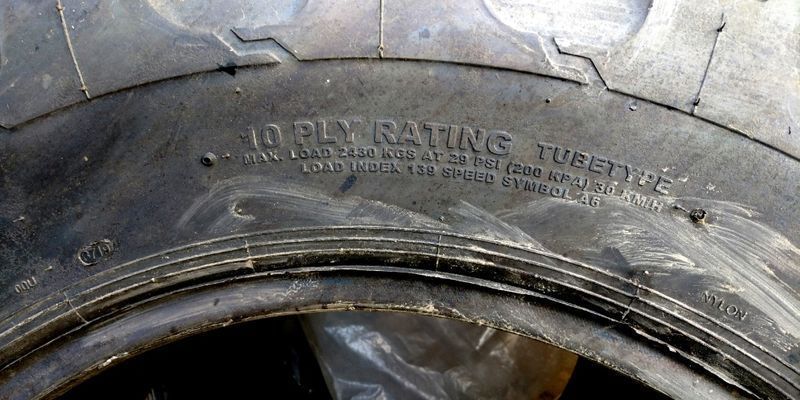 10 PLY RATING TUBETYPE
MAX. LOAD 2430 KGS AT 29 PSI (200 KPA) 30 KM/H
LOAD INDEX 139 SPEED SYMBOL A6
NYLON